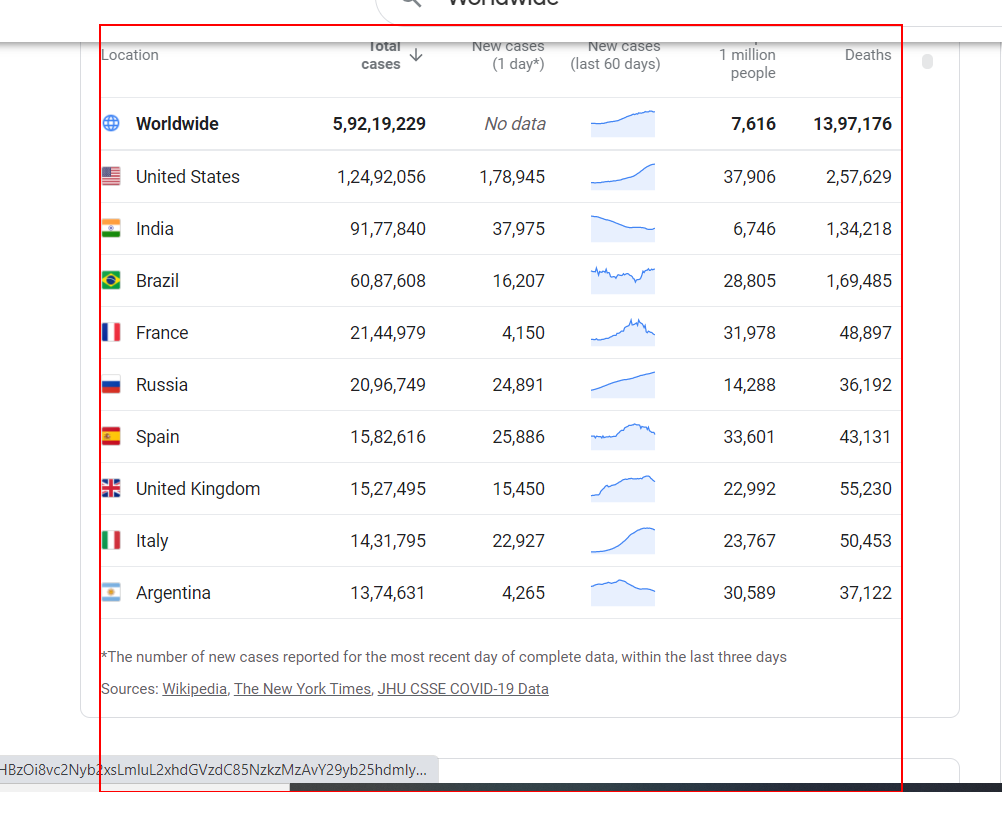 Worldwide
Location Total cases New cases (1 day*) New cases (last 60 days) 1 million people Deaths
Worldwide 5,92,19,229 No data 7,616 13,97,176
United States 1,24,92,056 1,78,945 37,906 2,57,629
India 91,77,840 37,975 6,746 1,34,218
Brazil 60,87,608 16,207 28,805 1,69,485
France 21,44,979 4,150 31,978 48,897
Russia 20,96,749 24,891 14,288 36,192
Spain 15,82,616 25,886 33,601 43,131
United Kingdom 15,27,495 15,450 22,992 55,230
Italy 14,31,795 22,927 23,767 50,453
Argentina 13,74,631 4,265 30,589 37,122
*The number of new cases reported for the most recent day of complete data, within the last three days
Sources: Wikipedia, The New York Times, JHU CSSE COVID-19 Data